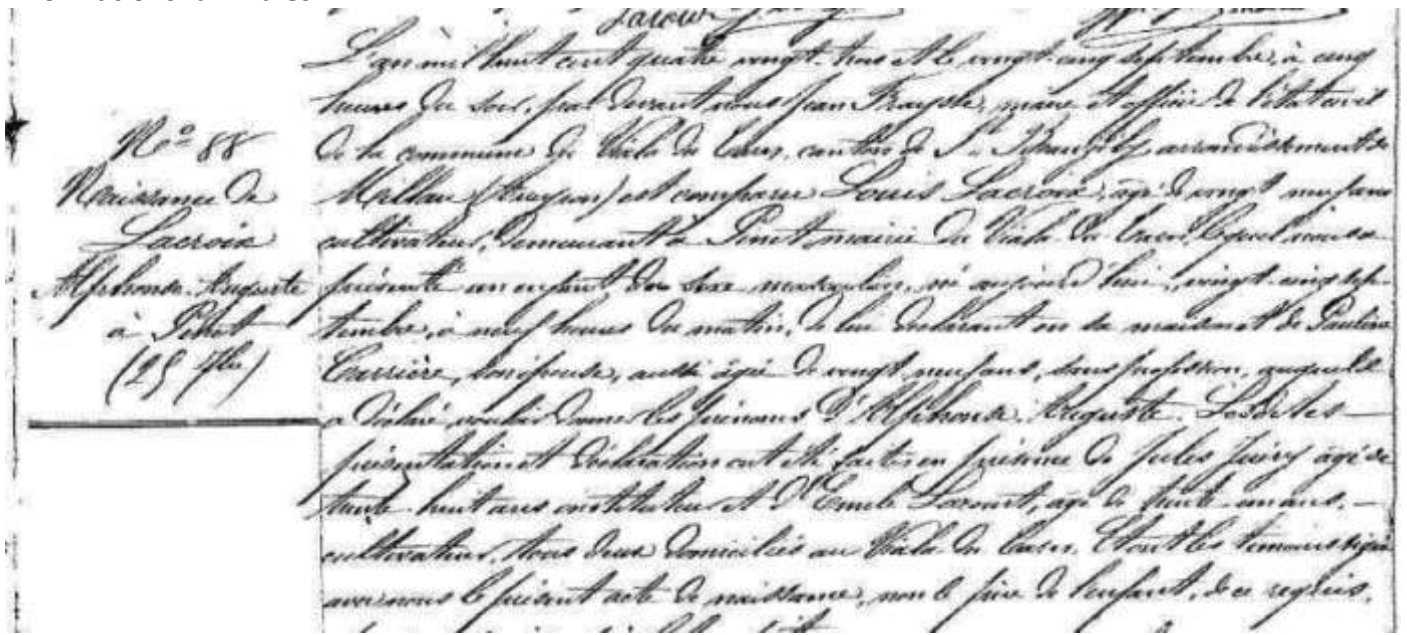 N° 88
Naissance de
Lacroix
Alphonse Auguste
à Pinet
(25 7bre)
L'an mil huit cent quatre vingt-trois et le vingt-cinq septembre, à cinq
heures du soir, par devant nous Jean Fraysse, maire et officier de l'état civil
de la commune de Viala du Tarn, canton de St Beauzély, arrondissement de
Millau (Aveyron) est comparu Louis Lacroix, âgé de vingt neuf ans
cultivateur, demeurant à Pinet mairie du Viala du Tarn, lequel nous a
présenté un enfant du sexe masculin, né aujourd'hui, vingt-cinq sep-
tembre, à neuf heures du matin, de lui déclarant en sa maison et de Pauline
Carrière, son épouse, aussi âgée de vingt neuf ans, sans profession, auquel il
a déclaré vouloir donner les prénoms d'Alphonse Auguste. Lesdites
présentation et déclaration ont été faites en présence de Jules âgé de
trente huit ans instituteur et d'Emile âgé de trente un ans,
cultivateur, tous deux domiciliés au Viala du Tarn. Et ont les témoins signé
avec nous le présent acte de naissance, non le père de l'enfant, de ce requis,